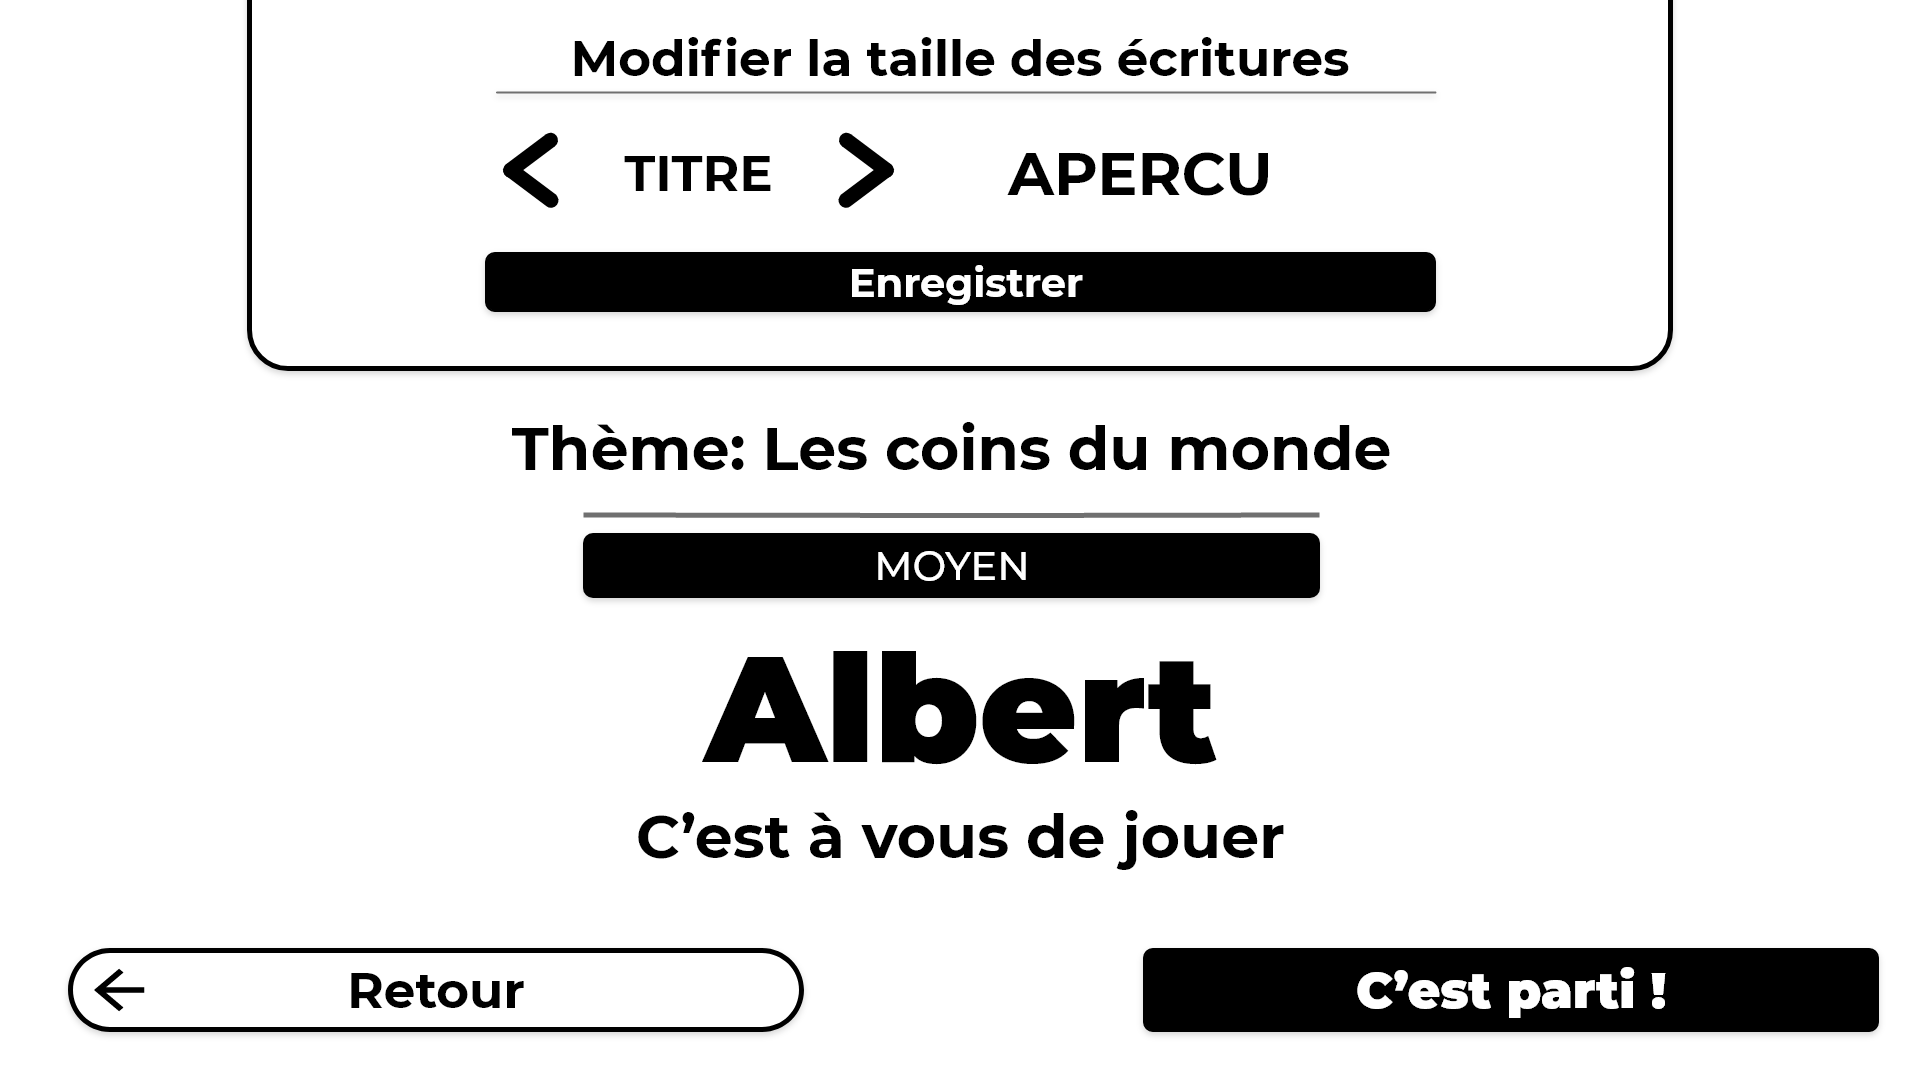 Modifier la taille des écritures
TITRE
APERCU
Enregistrer
Thème: Les coins du monde
MOYEN
Albert
C’est à vous de jouer
Retour
C’est parti !